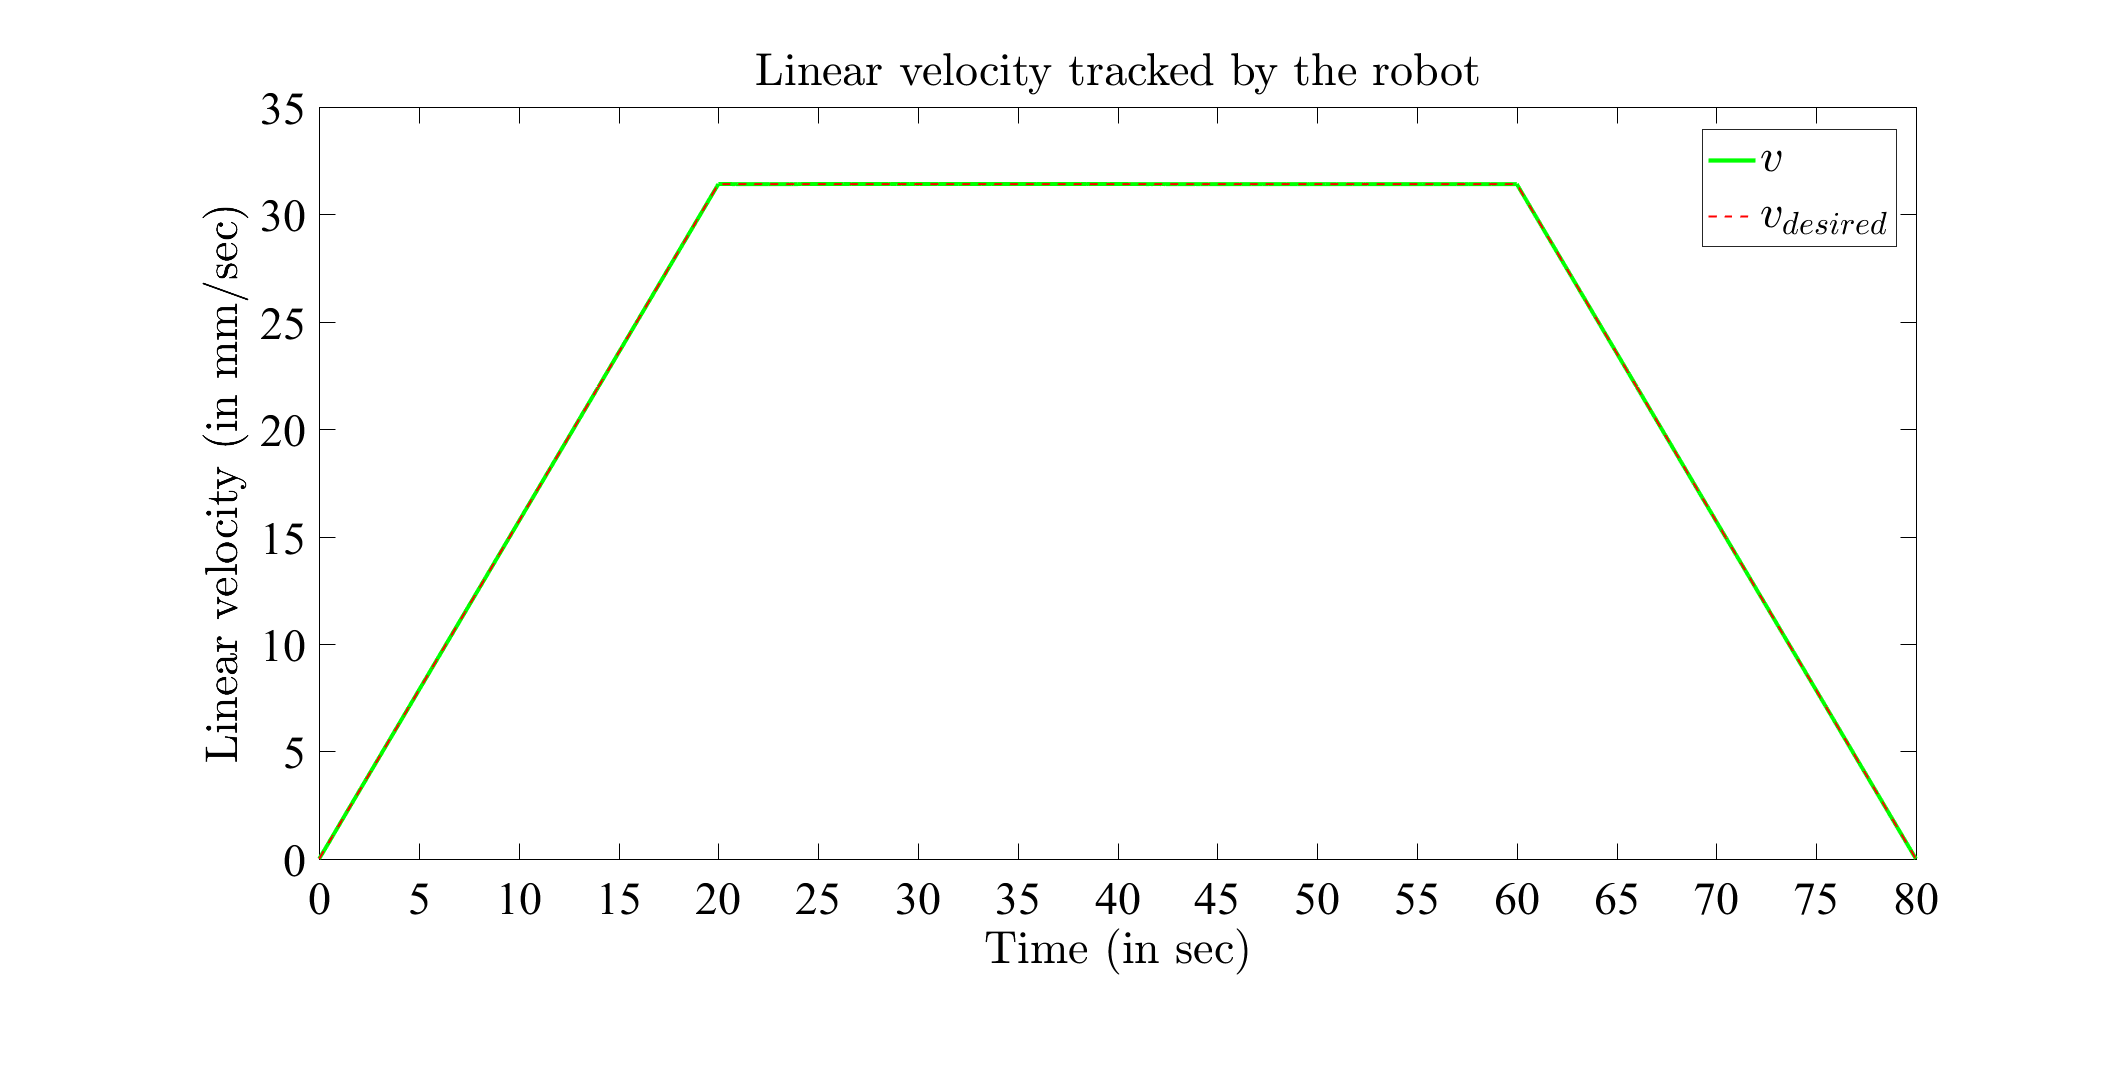 Linear velocity tracked by the robot
35
30
25
20
15
10
5
0
Linear velocity (in mm/sec)
v
v_{desired}
0 5 10 15 20 25 30 35 40 45 50 55 60 65 70 75 80
Time (in sec)